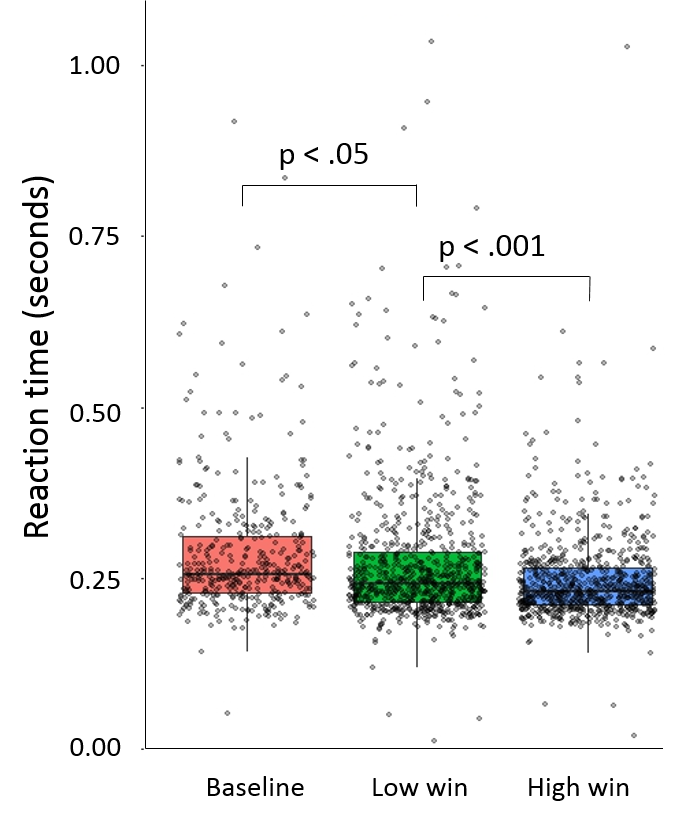 1.00
p < .05
0.75
p < .001
Reaction time (seconds)
0.50
0.25
0.00
Baseline
Low win
High win